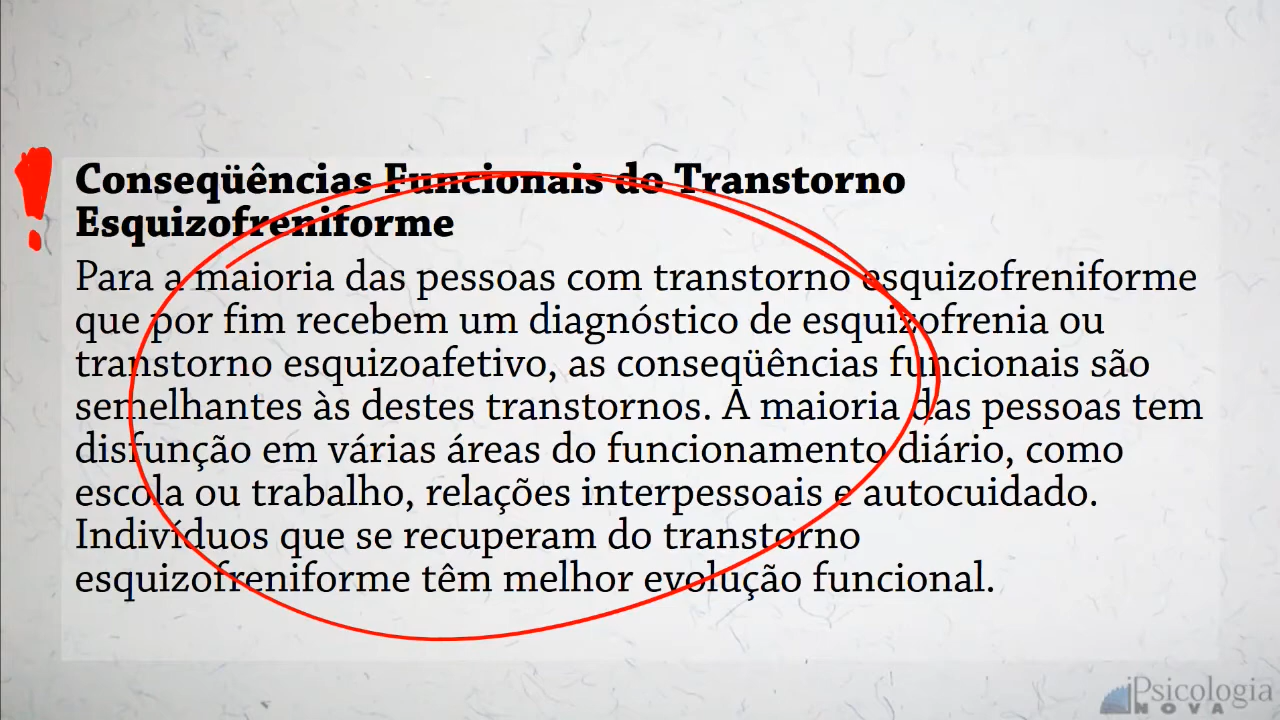 Conseqüências Funcionais do Transtorno
Esquizofreniforme
Para a maioria das pessoas com transtorno esquizofreniforme
que por fim recebem um diagnóstico de esquizofrenia ou
transtorno esquizoafetivo, as conseqüências funcionais são
semelhantes às destes transtornos. A maioria das pessoas tem
disfunção em várias áreas do funcionamento diário, como
escola ou trabalho, relações interpessoais e autocuidado.
Indivíduos que se recuperam do transtorno
esquizofreniforme têm melhor evolução funcional.
Psicologia
NOVA